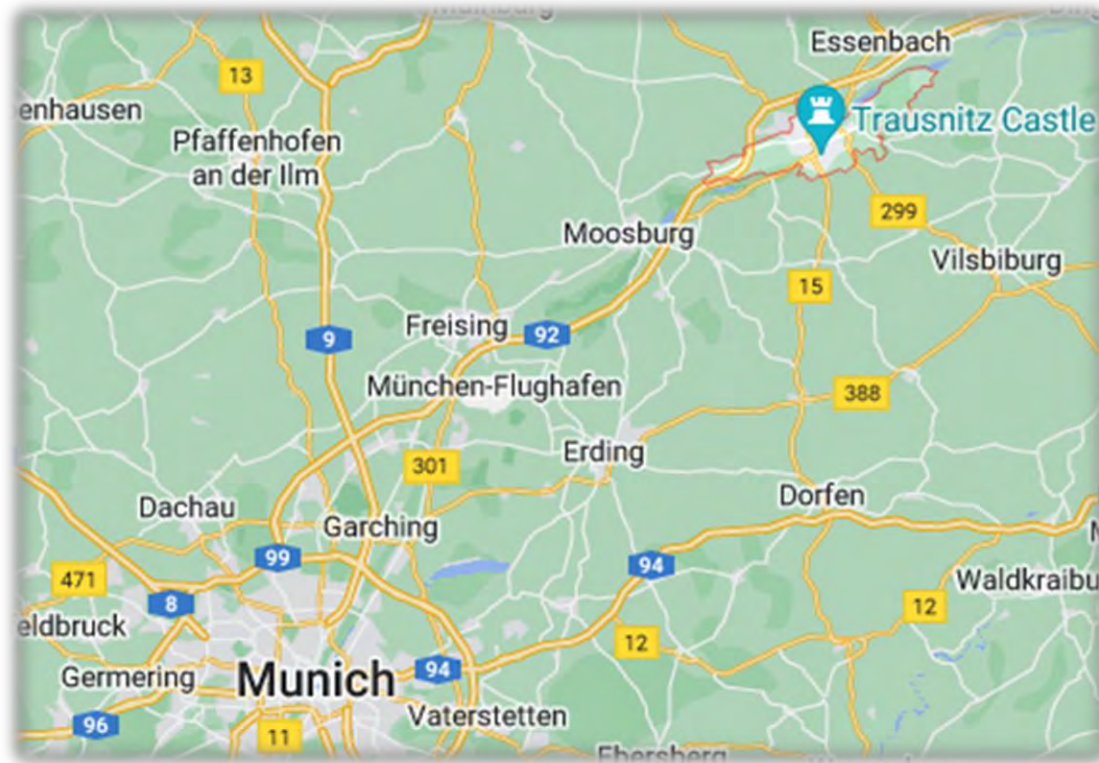 Mainburg
Essenbach
13
enhausen
Trausnitz Castle
Pfaffenhofen
an der Ilm
299
Moosburg
Vilsbiburg
15
Freising
92
9
München-Flughafen
388
Erding
301
Dorfen
Dachau
Garching
99
94
471
Waldkraibu
8
12
eldbruck
12
Germering
Munich
94
Vaterstetten
96
11
Ebersberg